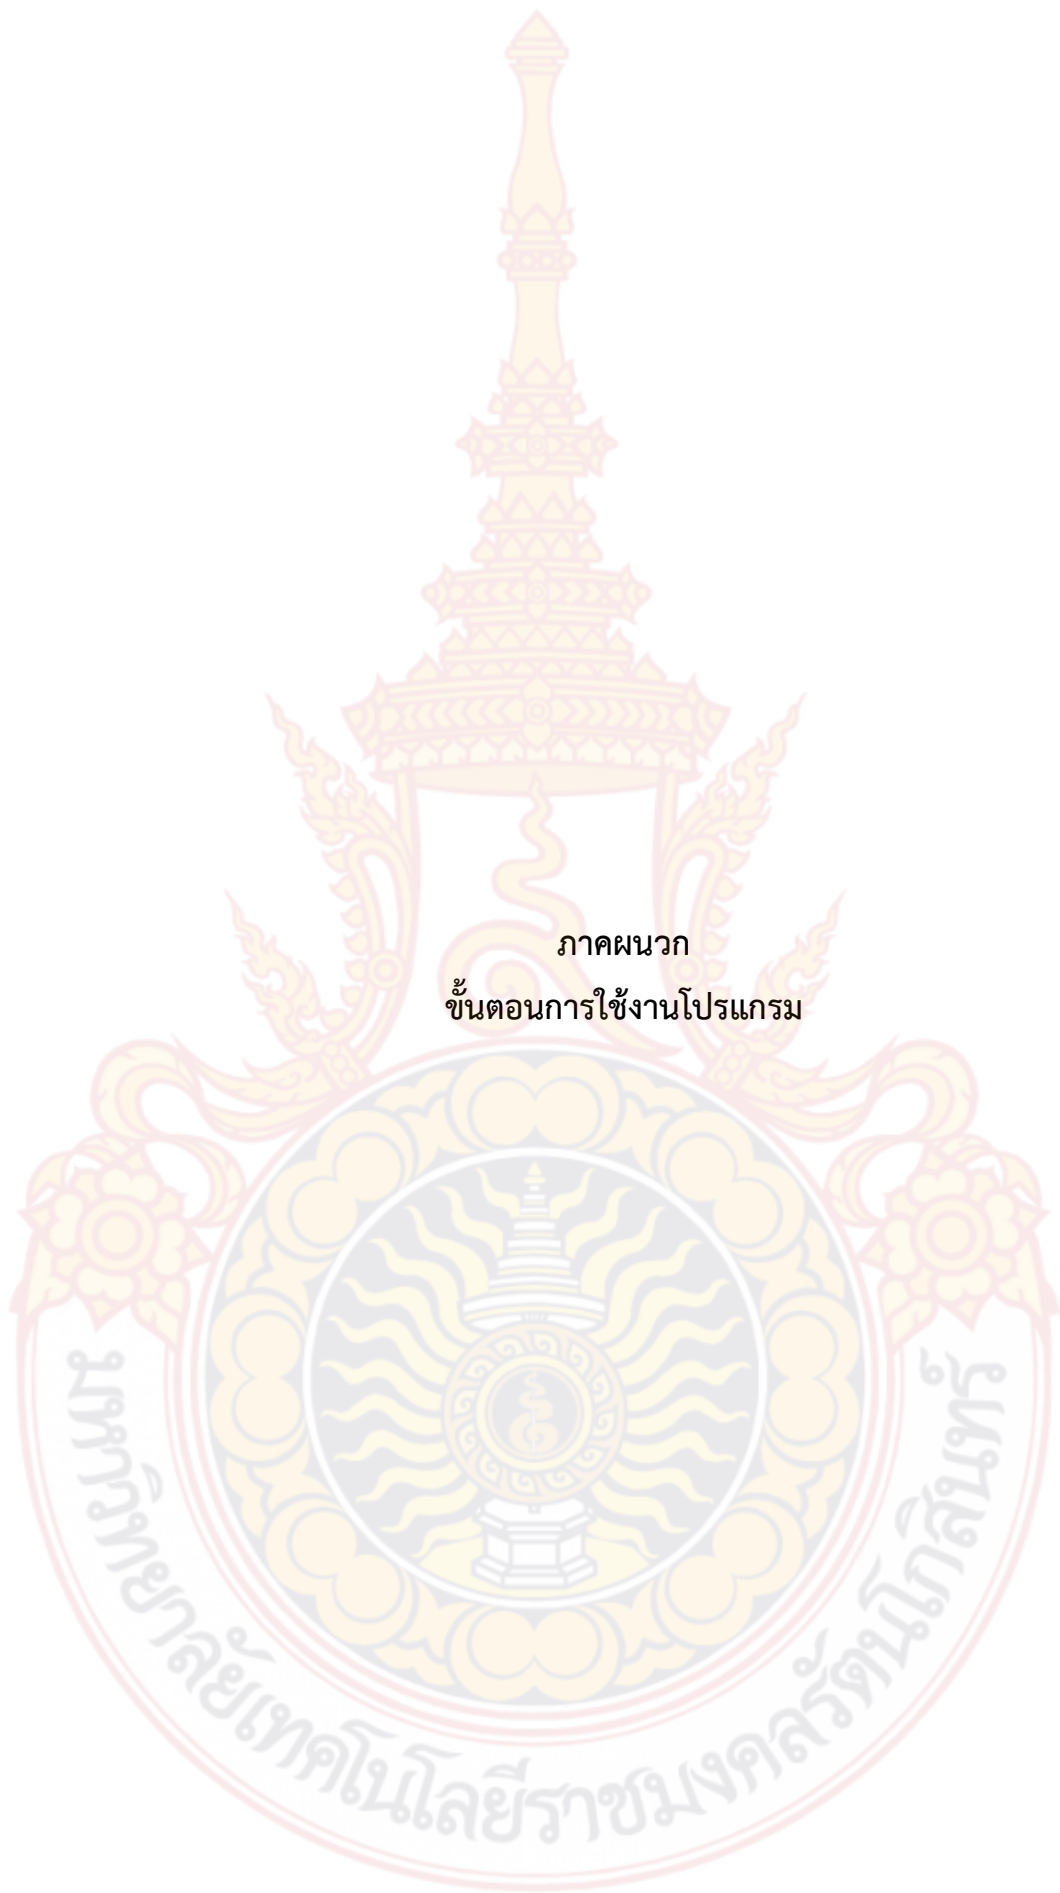 ภาคผนวก
ขั้นตอนการใช้งานโปรแกรม
มหาวิทยาลัยเทคโนโลยีราชมงคลรัตนโกสินทร์